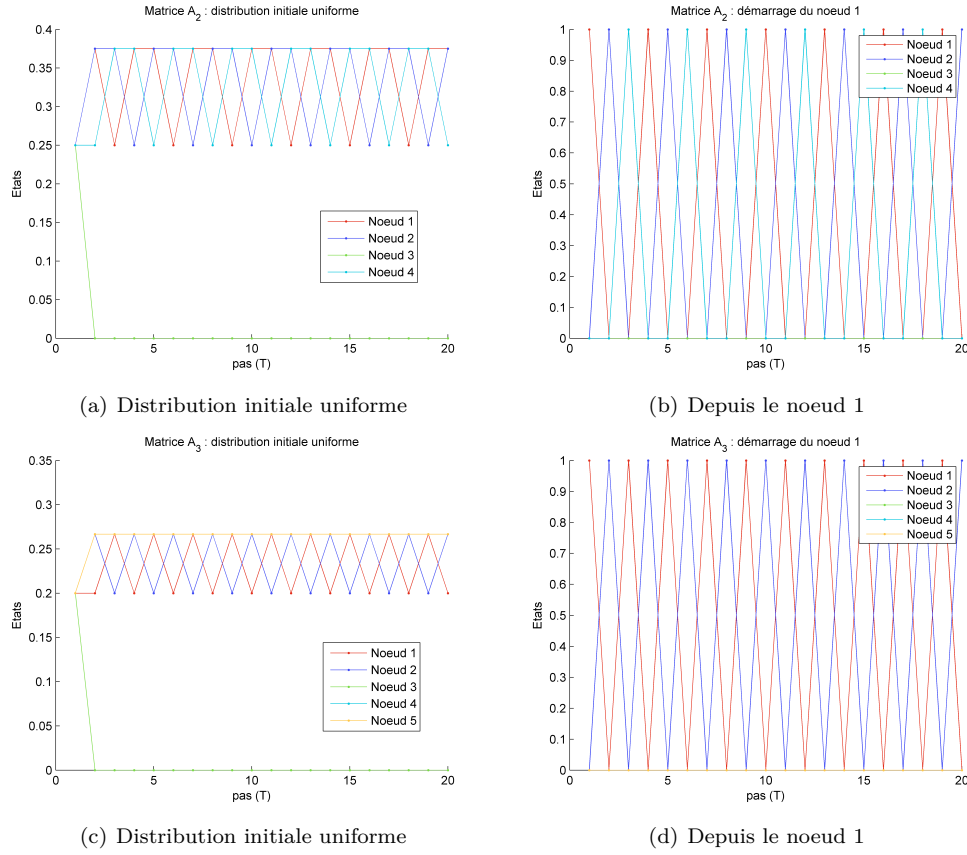 Matrice A2 : distribution initiale uniforme
0.4
0.35
0.3
0.25
0.2
0.15
0.1
0.05
0
Etats
0 5 10 15 20
pas (T)
Noeud 1
Noeud 2
Noeud 3
Noeud 4
(a) Distribution initiale uniforme
Matrice A2 : démarrage du noeud 1
1
0.9
0.8
0.7
0.6
0.5
0.4
0.3
0.2
0.1
0
Etats
0 5 10 15 20
pas (T)
Noeud 1
Noeud 2
Noeud 3
Noeud 4
(b) Depuis le noeud 1
Matrice A3 : distribution initiale uniforme
0.35
0.3
0.25
0.2
0.15
0.1
0.05
0
Etats
0 5 10 15 20
pas (T)
Noeud 1
Noeud 2
Noeud 3
Noeud 4
Noeud 5
(c) Distribution initiale uniforme
Matrice A3 : démarrage du noeud 1
1
0.9
0.8
0.7
0.6
0.5
0.4
0.3
0.2
0.1
0
Etats
0 5 10 15 20
pas (T)
Noeud 1
Noeud 2
Noeud 3
Noeud 4
Noeud 5
(d) Depuis le noeud 1